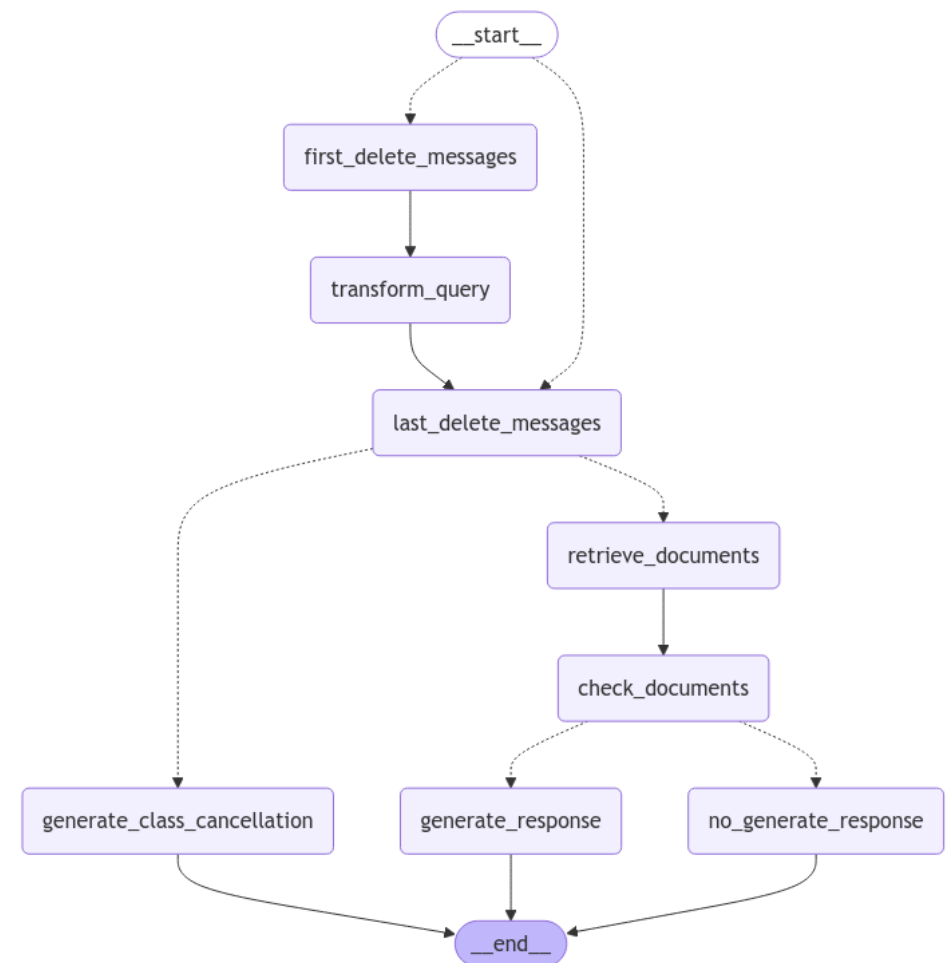 __start__
first_delete_messages
transform_query
last_delete_messages
retrieve_documents
check_documents
generate_class_cancellation
generate_response
no_generate_response
__end__